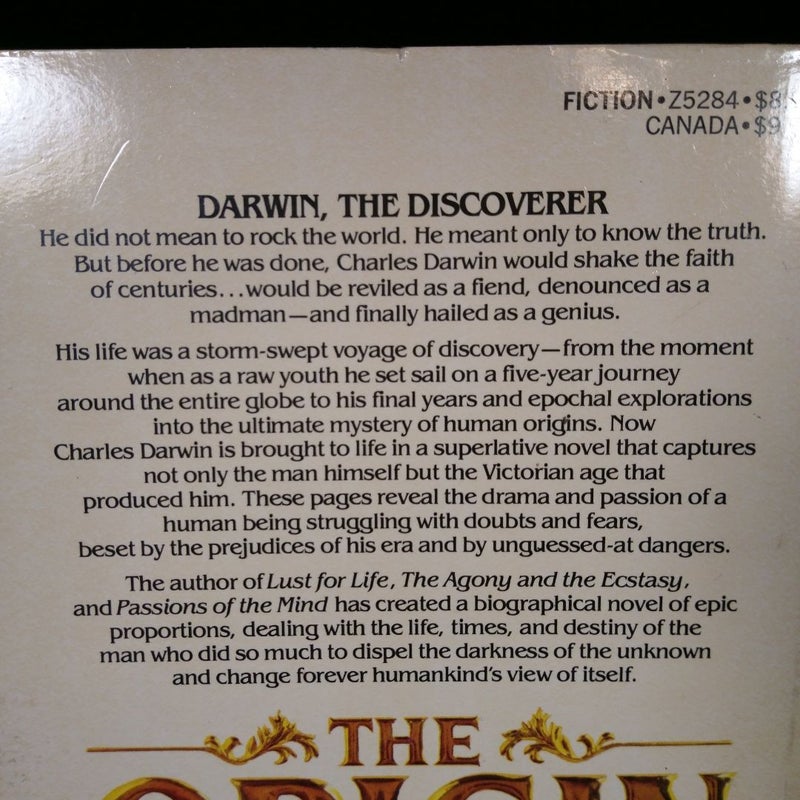 FICTION•Z5284•$8
CANADA•$9
DARWIN, THE DISCOVERER
He did not mean to rock the world. He meant only to know the truth.
But before he was done, Charles Darwin would shake the faith
of centuries...would be reviled as a fiend, denounced as a
madman—and finally hailed as a genius.
His life was a storm-swept voyage of discovery—from the moment
when as a raw youth he set sail on a five-year journey
around the entire globe to his final years and epochal explorations
into the ultimate mystery of human origins. Now
Charles Darwin is brought to life in a superlative novel that captures
not only the man himself but the Victorian age that
produced him. These pages reveal the drama and passion of a
human being struggling with doubts and fears,
beset by the prejudices of his era and by unguessed-at dangers.
The author of Lust for Life, The Agony and the Ecstasy,
and Passions of the Mind has created a biographical novel of epic
proportions, dealing with the life, times, and destiny of the
man who did so much to dispel the darkness of the unknown
and change forever humankind's view of itself.
THE
ORIGIN